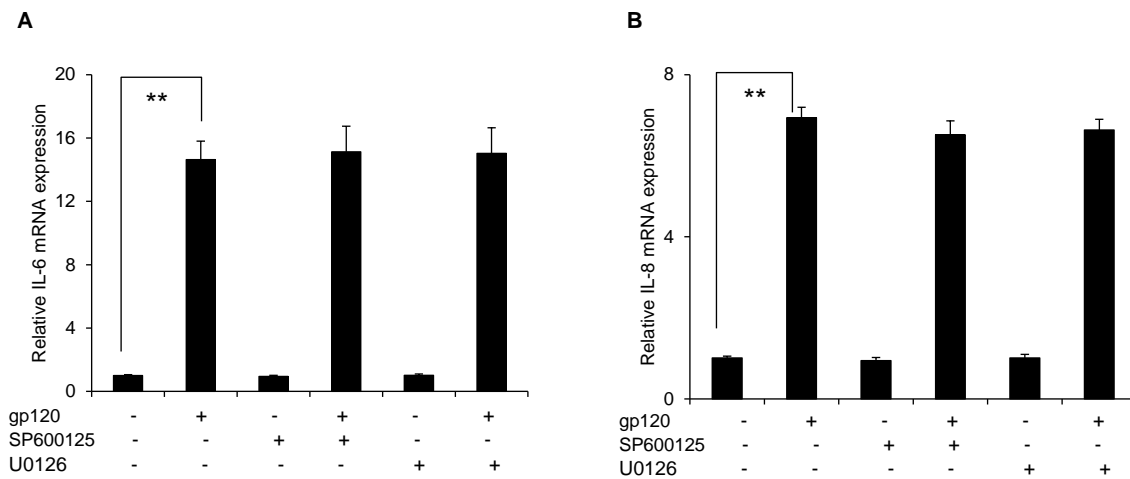 A
Relative IL-6 mRNA expression
20
16
12
8
4
0
**
gp120 - + - + - +
SP600125 - - + + - -
U0126 - - - - + +
B
Relative IL-8 mRNA expression
8
4
0
**
gp120 - + - + - +
SP600125 - - + + - -
U0126 - - - - + +